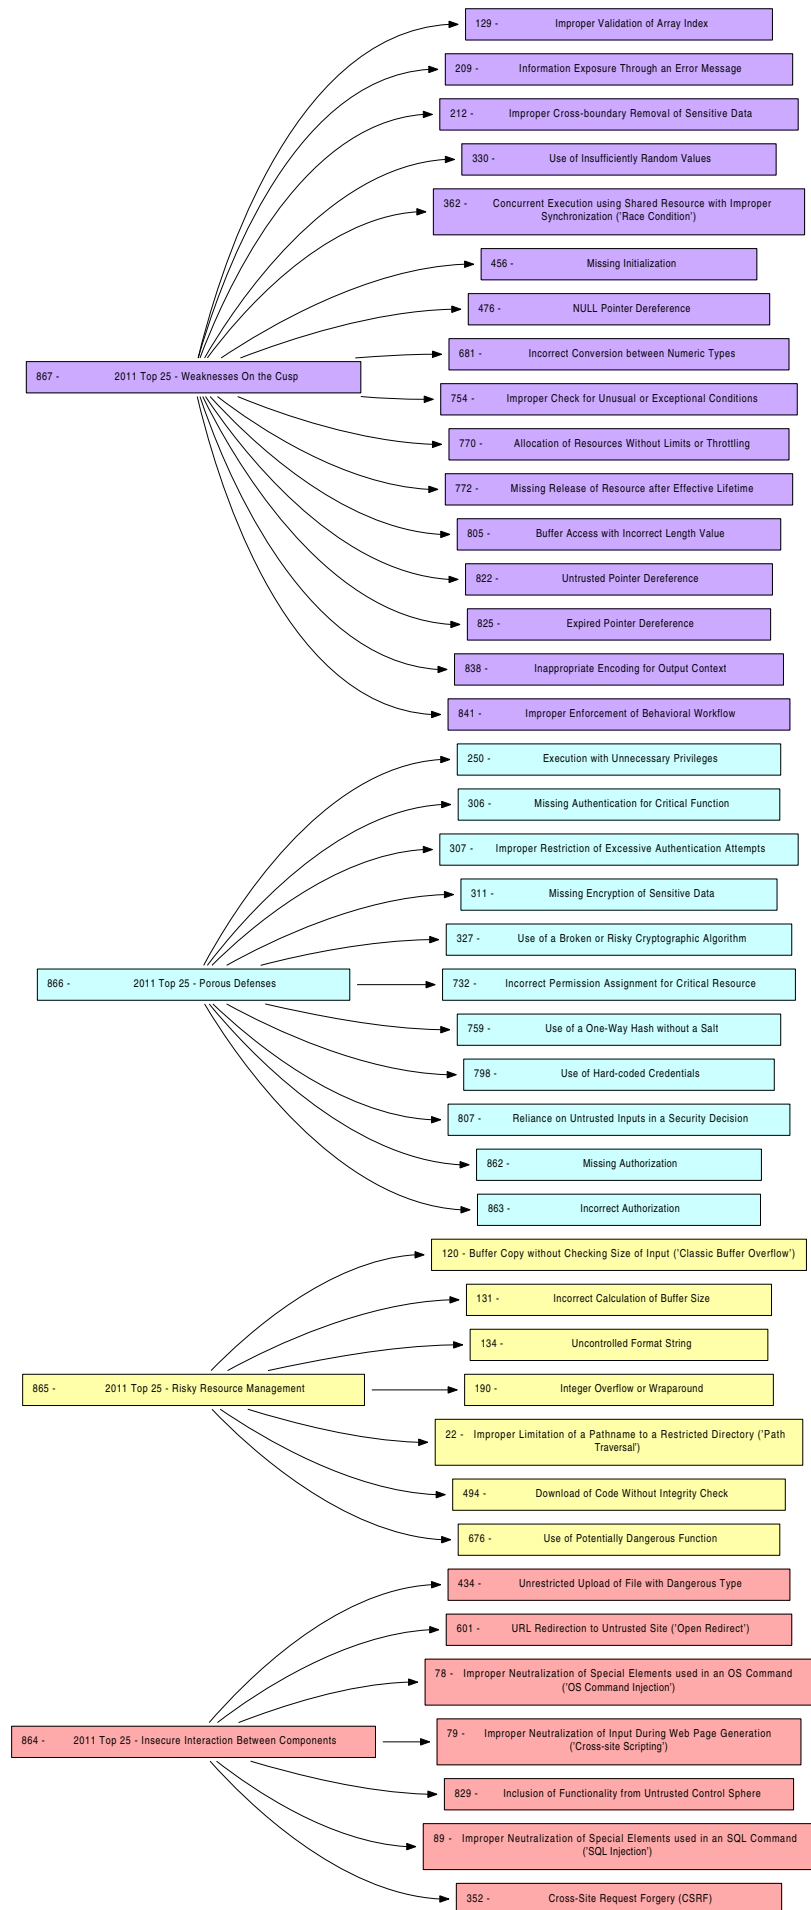 129 - Improper Validation of Array Index
209 - Information Exposure Through an Error Message
212 - Improper Cross-boundary Removal of Sensitive Data
330 - Use of Insufficiently Random Values
362 - Concurrent Execution using Shared Resource with Improper
Synchronization ('Race Condition')
456 - Missing Initialization
476 - NULL Pointer Dereference
681 - Incorrect Conversion between Numeric Types
867 - 2011 Top 25 - Weaknesses On the Cusp
754 - Improper Check for Unusual or Exceptional Conditions
770 - Allocation of Resources Without Limits or Throttling
772 - Missing Release of Resource after Effective Lifetime
805 - Buffer Access with Incorrect Length Value
822 - Untrusted Pointer Dereference
825 - Expired Pointer Dereference
838 - Inappropriate Encoding for Output Context
841 - Improper Enforcement of Behavioral Workflow
250 - Execution with Unnecessary Privileges
306 - Missing Authentication for Critical Function
307 - Improper Restriction of Excessive Authentication Attempts
311 - Missing Encryption of Sensitive Data
327 - Use of a Broken or Risky Cryptographic Algorithm
866 - 2011 Top 25 - Porous Defenses
732 - Incorrect Permission Assignment for Critical Resource
759 - Use of a One-Way Hash without a Salt
798 - Use of Hard-coded Credentials
807 - Reliance on Untrusted Inputs in a Security Decision
862 - Missing Authorization
863 - Incorrect Authorization
120 - Buffer Copy without Checking Size of Input ('Classic Buffer Overflow')
131 - Incorrect Calculation of Buffer Size
134 - Uncontrolled Format String
865 - 2011 Top 25 - Risky Resource Management
190 - Integer Overflow or Wraparound
22 - Improper Limitation of a Pathname to a Restricted Directory ('Path
Traversal')
494 - Download of Code Without Integrity Check
676 - Use of Potentially Dangerous Function
434 - Unrestricted Upload of File with Dangerous Type
601 - URL Redirection to Untrusted Site ('Open Redirect')
78 - Improper Neutralization of Special Elements used in an OS Command
('OS Command Injection')
864 - 2011 Top 25 - Insecure Interaction Between Components
79 - Improper Neutralization of Input During Web Page Generation
('Cross-site Scripting')
829 - Inclusion of Functionality from Untrusted Control Sphere
89 - Improper Neutralization of Special Elements used in an SQL Command
('SQL Injection')
352 - Cross-Site Request Forgery (CSRF)